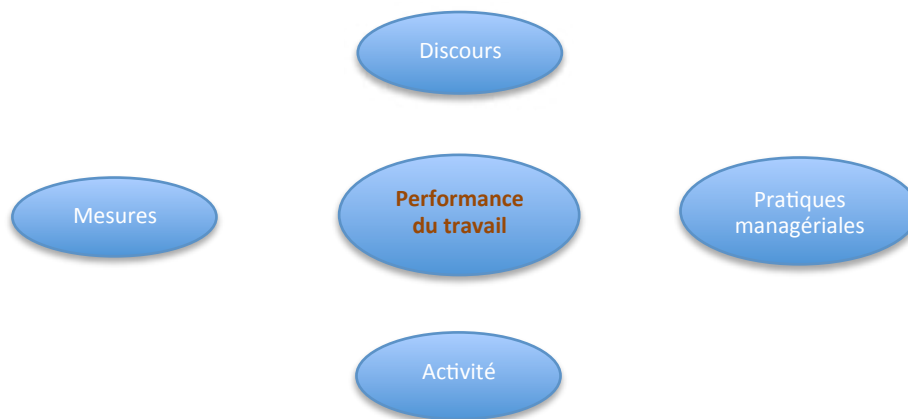 Discours
Mesures
Performance
du travail
Pratiques
managériales
Activité